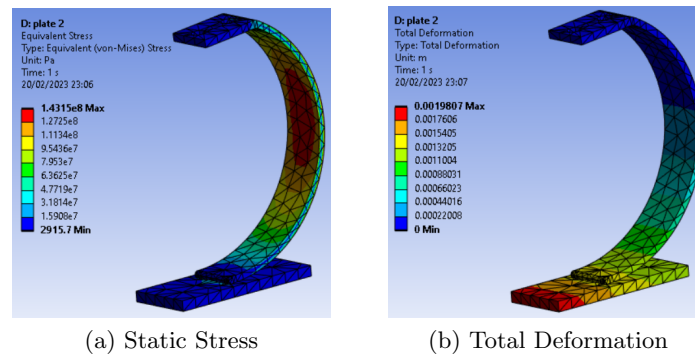 D: plate 2
Equivalent Stress
Type: Equivalent (von-Mises) Stress
Unit: Pa
Time: 1 s
20/02/2023 23:06
1.4315e8 Max
1.2725e8
1.1134e8
9.5436e7
7.953e7
6.3625e7
4.7719e7
3.1814e7
1.5908e7
2915.7 Min
(a) Static Stress
D: plate 2
Total Deformation
Type: Total Deformation
Unit: m
Time: 1 s
20/02/2023 23:07
0.0019807 Max
0.0017606
0.0015405
0.0013205
0.0011004
0.00088031
0.00066023
0.00044016
0.00022008
0 Min
(b) Total Deformation